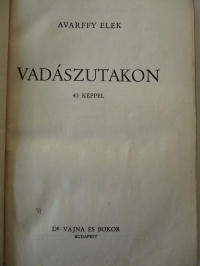 AVARFFY ELEK
VADÁSZUTAKON
43 KÉPPEL
Dr VAJNA ÉS BOKOR
BUDAPEST